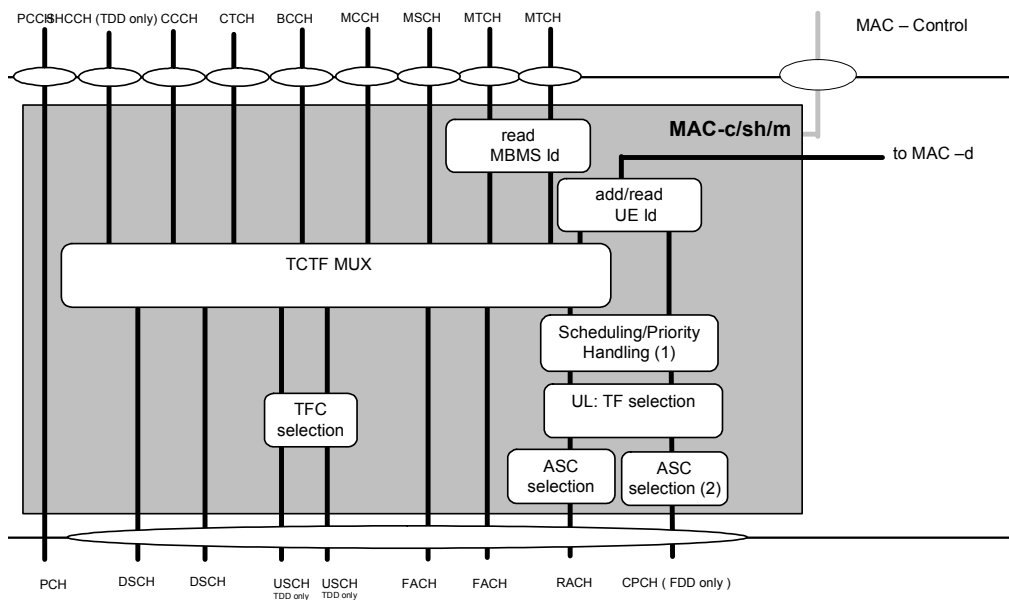 PCCH SHCCH (TDD only) CCCH CTCH BCCH MCCH MSCH MTCH MTCH
MAC – Control
MAC-c/sh/m
to MAC –d
read
MBMS Id
add/read
UE Id
TCTF MUX
Scheduling/Priority
Handling (1)
UL: TF selection
TFC
selection
ASC
selection
ASC
selection (2)
PCH DSCH DSCH USCH USCH FACH FACH RACH CPCH ( FDD only )
TDD only TDD only